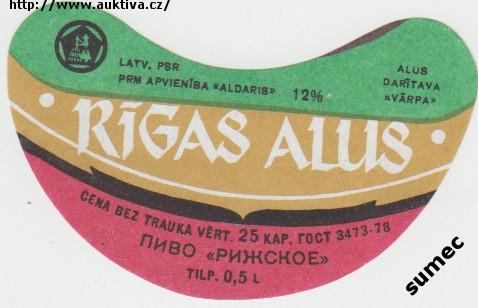 http://www.auktiva.cz/
LATV. PSR
PRM APVIENĪBA «ALDARIS» 12%
ALUS
DARĪTAVA
«VĀRPA»
• RĪGAS ALUS •
CENA BEZ TRAUKA VĒRT. 25 KAP. ГОСТ 3473-78
ПИВО «РИЖСКОЕ»
TILP. 0,5 L
sumec